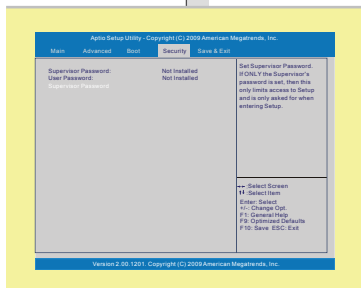 Aptio Setup Utility - Copyright (C) 2009 American Megatrends, Inc.
Main Advanced Boot Security Save & Exit
Supervisor Password: Not Installed
User Password: Not Installed
Supervisor Password
Set Supervisor Password.
If ONLY the Supervisor's
password is set, then this
only limits access to Setup
and is only asked for when
entering Setup.
→←:Select Screen
↑↓:Select Item
Enter: Select
+/-: Change Opt.
F1: General Help
F9: Optimized Defaults
F10: Save ESC: Exit
Version 2.00.1201. Copyright (C) 2009 American Megatrends, Inc.